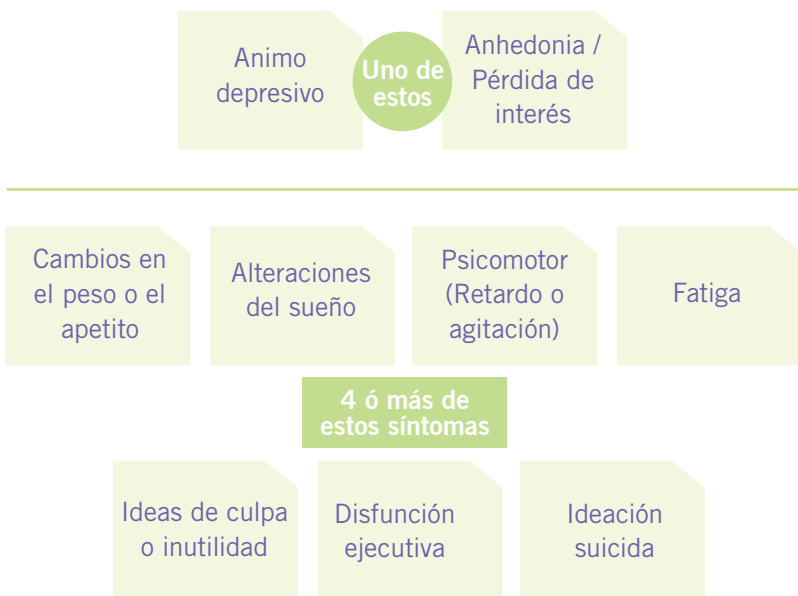 Animo
depresivo
Uno de
estos
Anhedonia /
Pérdida de
interés
Cambios en
el peso o el
apetito
Alteraciones
del sueño
Psicomotor
(Retardo o
agitación)
Fatiga
4 ó más de
estos síntomas
Ideas de culpa
o inutilidad
Disfunción
ejecutiva
Ideación
suicida